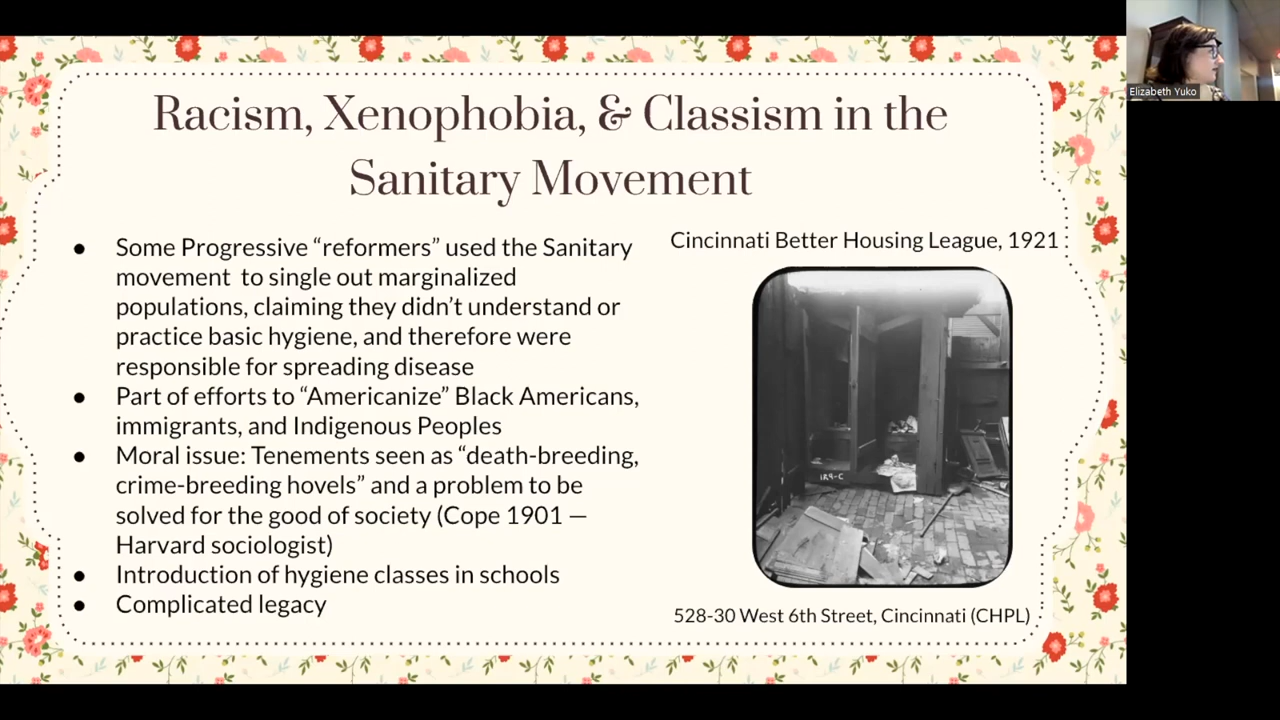 Racism, Xenophobia, & Classism in the
Sanitary Movement
● Some Progressive “reformers” used the Sanitary
movement  to single out marginalized
populations, claiming they didn’t understand or
practice basic hygiene, and therefore were
responsible for spreading disease
● Part of efforts to “Americanize” Black Americans,
immigrants, and Indigenous Peoples
● Moral issue: Tenements seen as “death-breeding,
crime-breeding hovels” and a problem to be
solved for the good of society (Cope 1901 —
Harvard sociologist)
● Introduction of hygiene classes in schools
● Complicated legacy
Cincinnati Better Housing League, 1921
528-30 West 6th Street, Cincinnati (CHPL)
Elizabeth Yuko